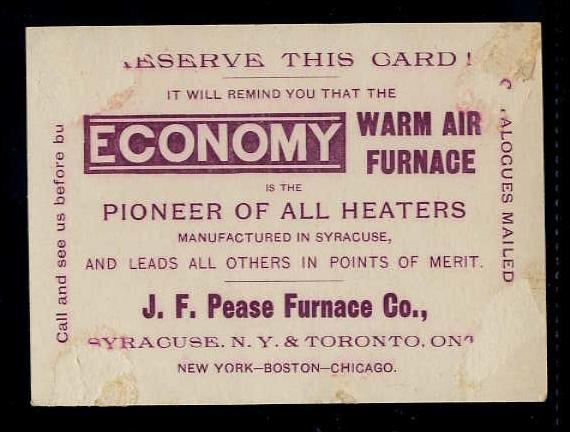 ESERVE THIS CARD!
IT WILL REMIND YOU THAT THE
ECONOMY WARM AIR
FURNACE
IS THE
PIONEER OF ALL HEATERS
MANUFACTURED IN SYRACUSE,
AND LEADS ALL OTHERS IN POINTS OF MERIT.
J. F. Pease Furnace Co.,
SYRACUSE, N. Y. & TORONTO, ONT
NEW YORK—BOSTON—CHICAGO.
Call and see us before bu
C ALOGUES MAILED